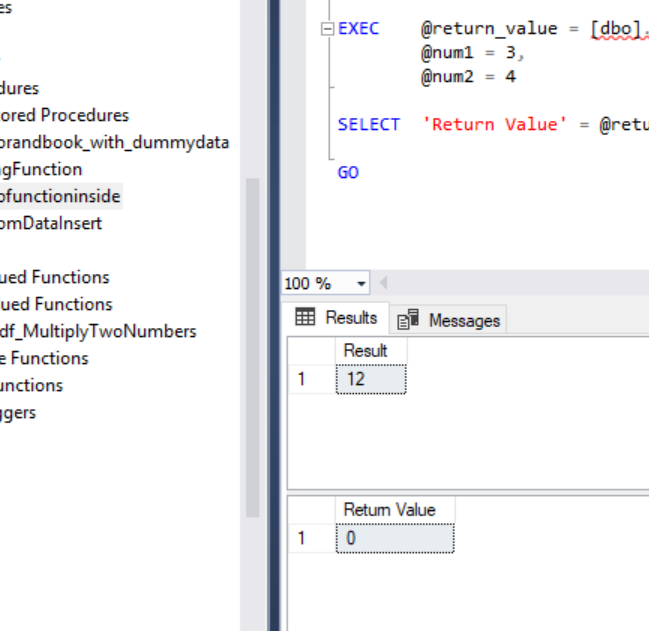 es
dures
ored Procedures
orandbook_with_dummydata
gFunction
ofunctioninside
omDataInsert
ued Functions
ued Functions
df_MultiplyTwoNumbers
e Functions
unctions
ggers
EXEC @return_value = [dbo].
@num1 = 3,
@num2 = 4
SELECT 'Return Value' = @retu
GO
100 %
Results Messages
Result
1 12
Return Value
1 0